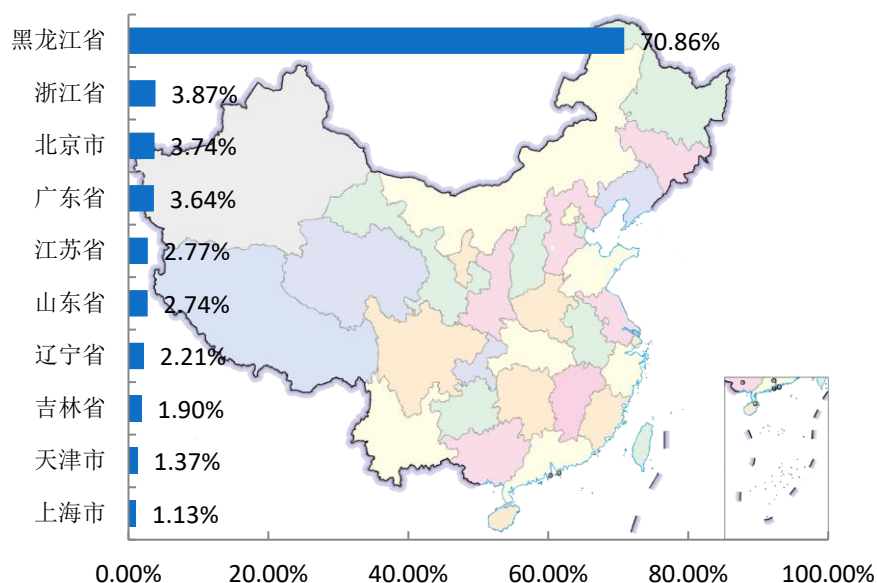 黑龙江省 70.86%
浙江省 3.87%
北京市 3.74%
广东省 3.64%
江苏省 2.77%
山东省 2.74%
辽宁省 2.21%
吉林省 1.90%
天津市 1.37%
上海市 1.13%
0.00% 20.00% 40.00% 60.00% 80.00% 100.00%